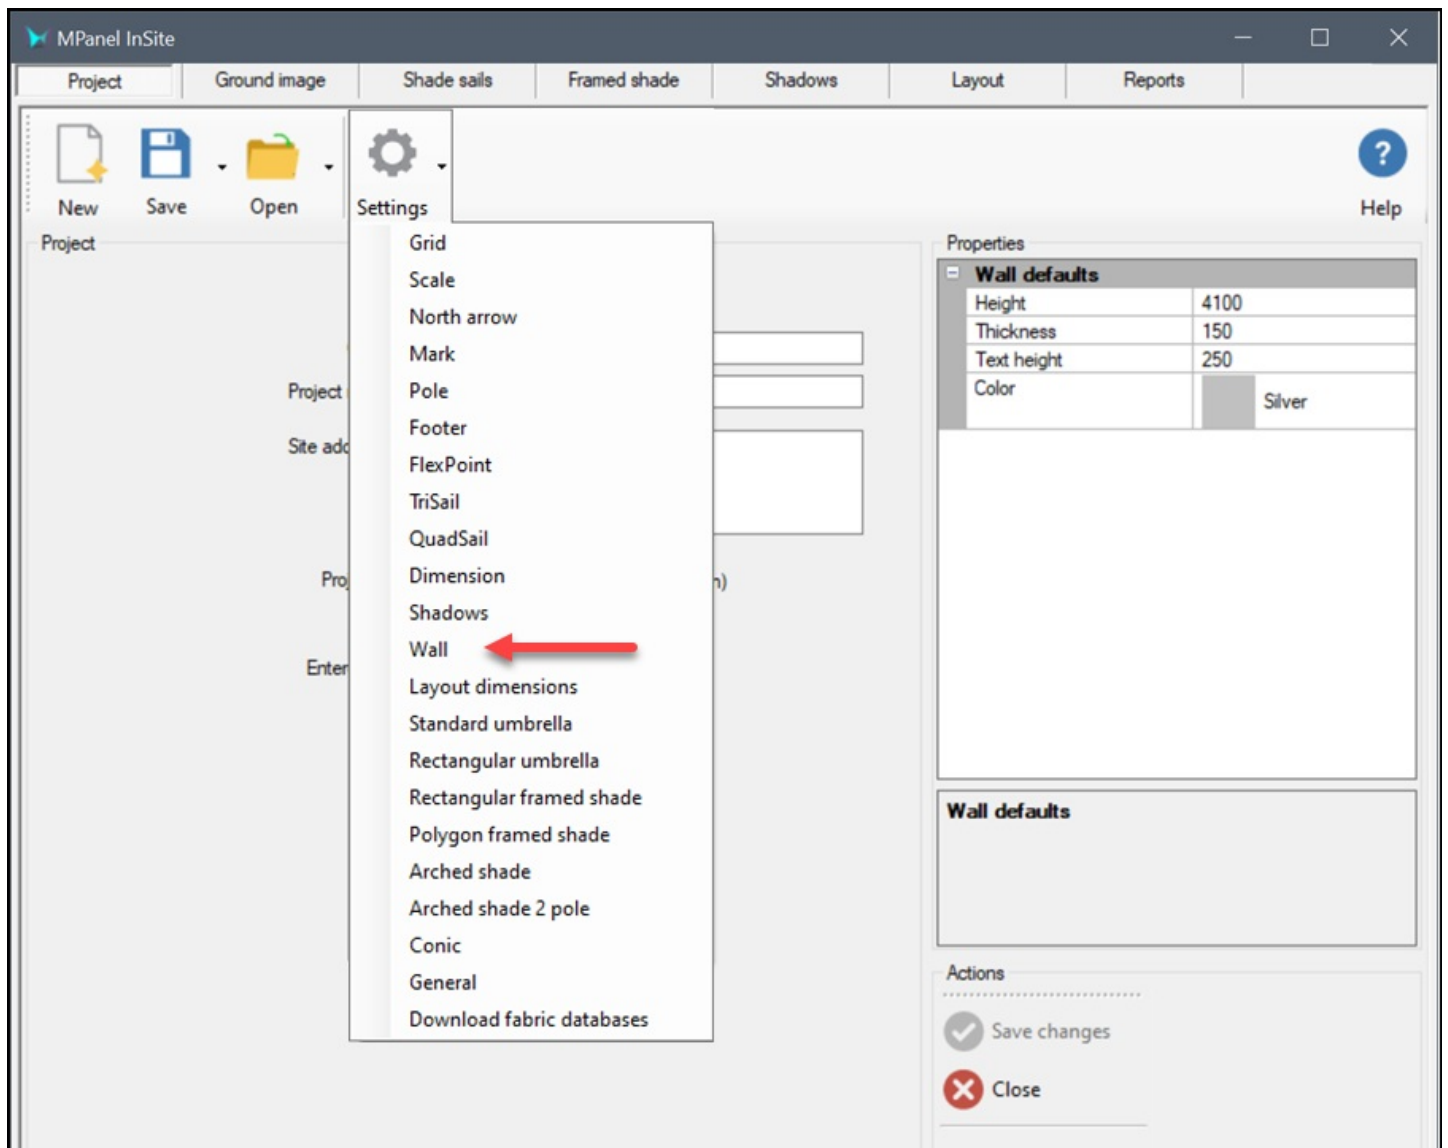 MPanel InSite
Project Ground image Shade sails Framed shade Shadows Layout Reports
New Save Open Settings Help
Project
Project
Site
Enter
Grid
Scale
North arrow
Mark
Pole
Footer
FlexPoint
TriSail
QuadSail
Dimension
Shadows
Wall
Layout dimensions
Standard umbrella
Rectangular umbrella
Rectangular framed shade
Polygon framed shade
Arched shade
Arched shade 2 pole
Conic
General
Download fabric databases
Properties
Wall defaults
Height 4100
Thickness 150
Text height 250
Color Silver
Wall defaults
Actions
Save changes
Close